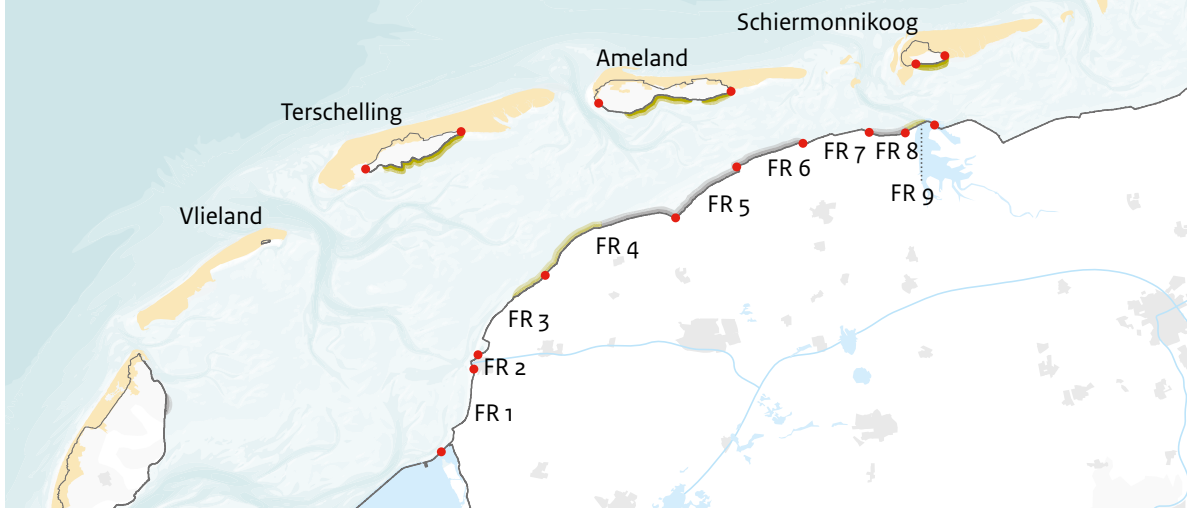 Schiermonnikoog
Ameland
Terschelling
Vlieland
FR 7
FR 8
FR 6
FR 9
FR 5
FR 4
FR 3
FR 2
FR 1